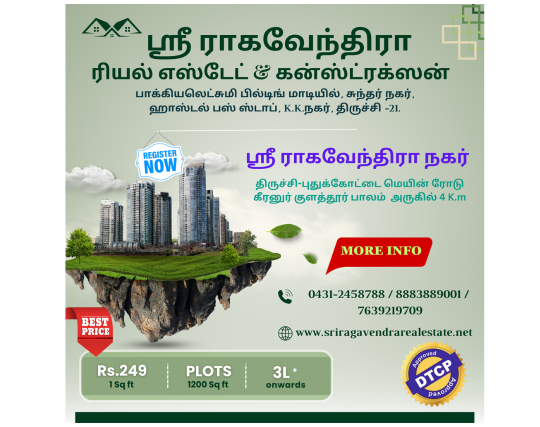 ஸ்ரீ ராகவேந்திரா
ரியல் எஸ்டேட் & கன்ஸ்ட்ரக்ஸன்
பாக்கியலெட்சுமி பில்டிங் மாடியில், சுந்தர் நகர்,
ஹாஸ்டல் பஸ் ஸ்டாப், K.K.நகர், திருச்சி -21.
REGISTER
NOW
ஸ்ரீ ராகவேந்திரா நகர்
திருச்சி-புதுக்கோட்டை மெயின் ரோடு
கீரனுர் குளத்தூர் பாலம் அருகில் 4 K.m
MORE INFO
0431-2458788 / 8883889001 /
7639219709
www.sriragavendrarealestate.net
BEST
PRICE
Rs.249
1 Sq ft
PLOTS
1200 Sq ft
3L*
onwards
Approved
DTCP
Approved